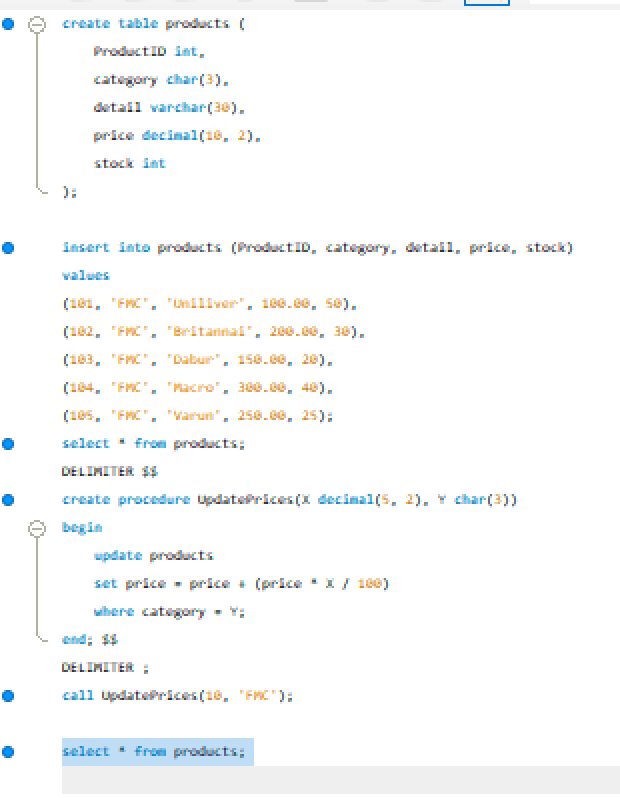 create table products (
ProductID int,
category char(3),
detail varchar(30),
price decimal(10, 2),
stock int
);
insert into products (ProductID, category, detail, price, stock)
values
(101, 'FMC', 'Uniliver', 100.00, 50),
(102, 'FMC', 'Britannai', 200.00, 30),
(103, 'FMC', 'Dabur', 150.00, 20),
(104, 'FMC', 'Macro', 300.00, 40),
(105, 'FMC', 'Varun', 250.00, 25);
select * from products;
DELIMITER $$
create procedure UpdatePrices(X decimal(5, 2), Y char(3))
begin
update products
set price = price + (price * X / 100)
where category = Y;
end; $$
DELIMITER ;
call UpdatePrices(10, 'FMC');
select * from products;